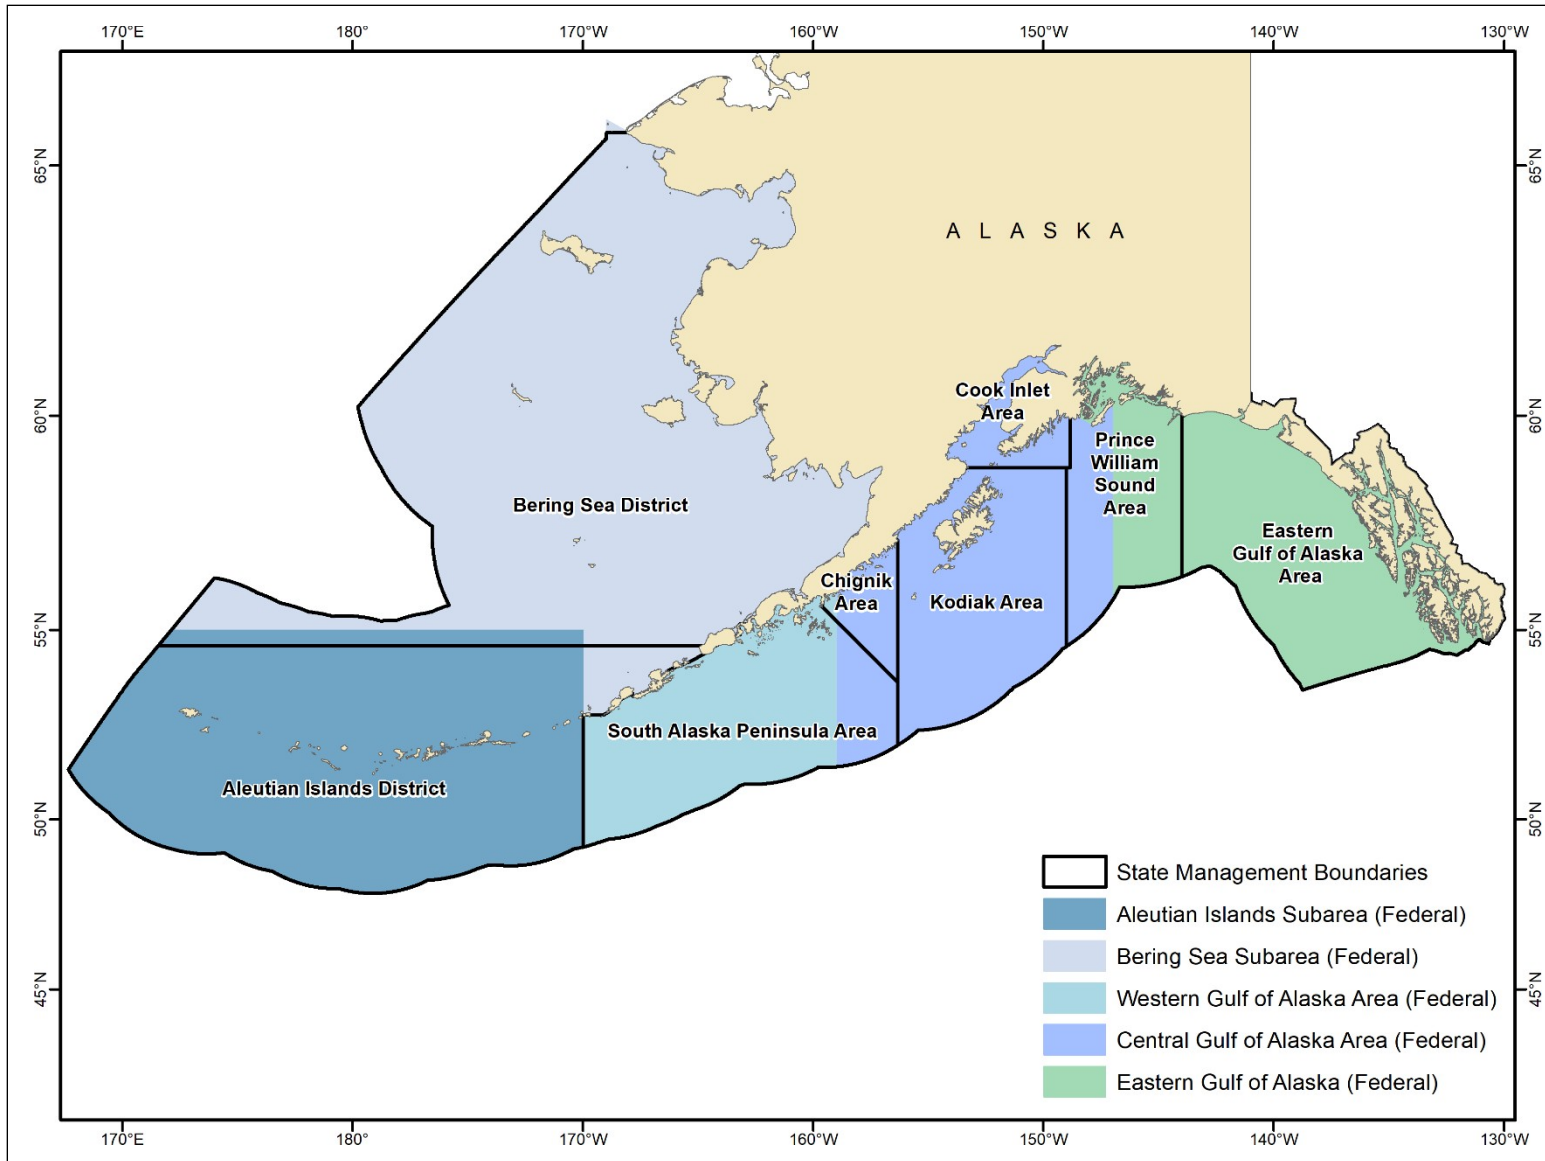 170°E 180° 170°W 160°W 150°W 140°W 130°W
65°N 65°N
ALASKA
60°N 60°N
Cook Inlet
Area
Prince
William
Sound
Area
Bering Sea District
Eastern
Gulf of Alaska
Area
Chignik
Area
Kodiak Area
55°N 55°N
South Alaska Peninsula Area
Aleutian Islands District
50°N 50°N
State Management Boundaries
Aleutian Islands Subarea (Federal)
Bering Sea Subarea (Federal)
Western Gulf of Alaska Area (Federal)
Central Gulf of Alaska Area (Federal)
Eastern Gulf of Alaska (Federal)
45°N 45°N
170°E 180° 170°W 160°W 150°W 140°W 130°W